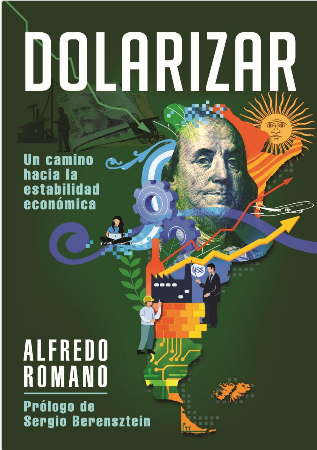 DOLARIZAR
Un camino
hacia la
estabilidad
económica
U$S
ALFREDO
ROMANO
Prólogo de
Sergio Berensztein